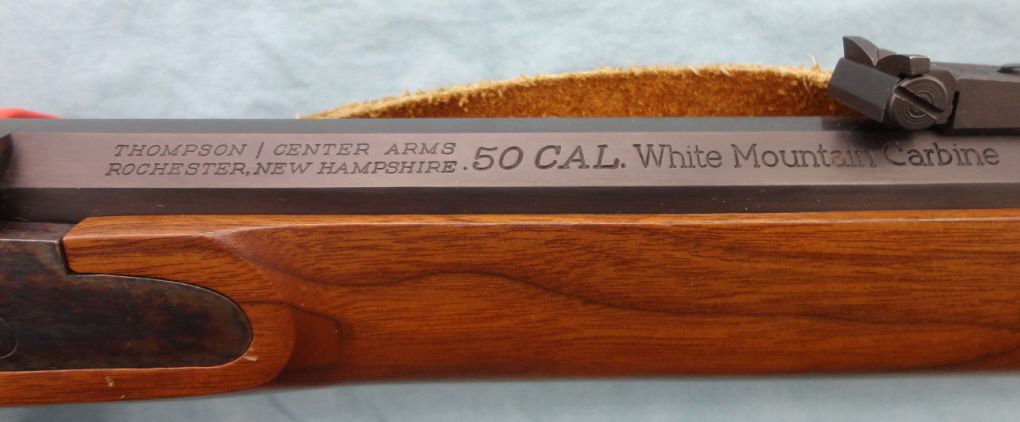 THOMPSON / CENTER ARMS
ROCHESTER, NEW HAMPSHIRE
.50 CAL. White Mountain Carbine